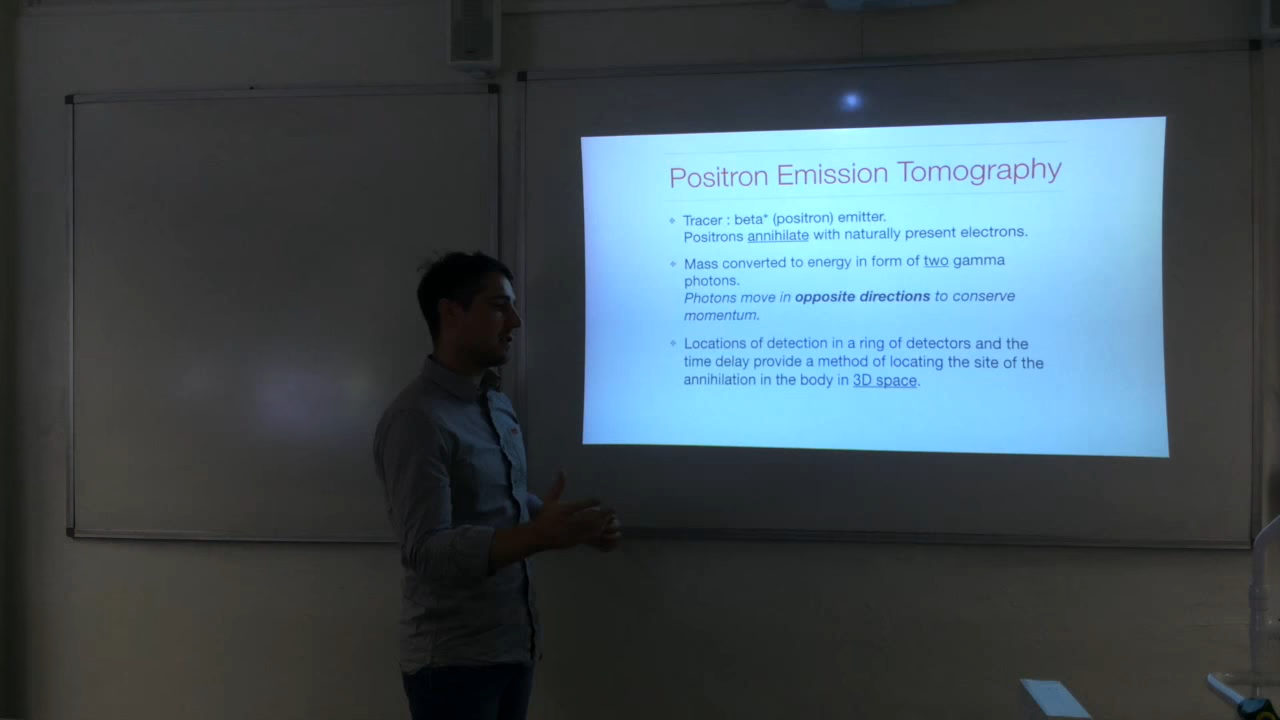 Positron Emission Tomography
Tracer : beta⁺ (positron) emitter.
Positrons annihilate with naturally present electrons.
Mass converted to energy in form of two gamma
photons.
Photons move in opposite directions to conserve
momentum.
Locations of detection in a ring of detectors and the
time delay provide a method of locating the site of the
annihilation in the body in 3D space.